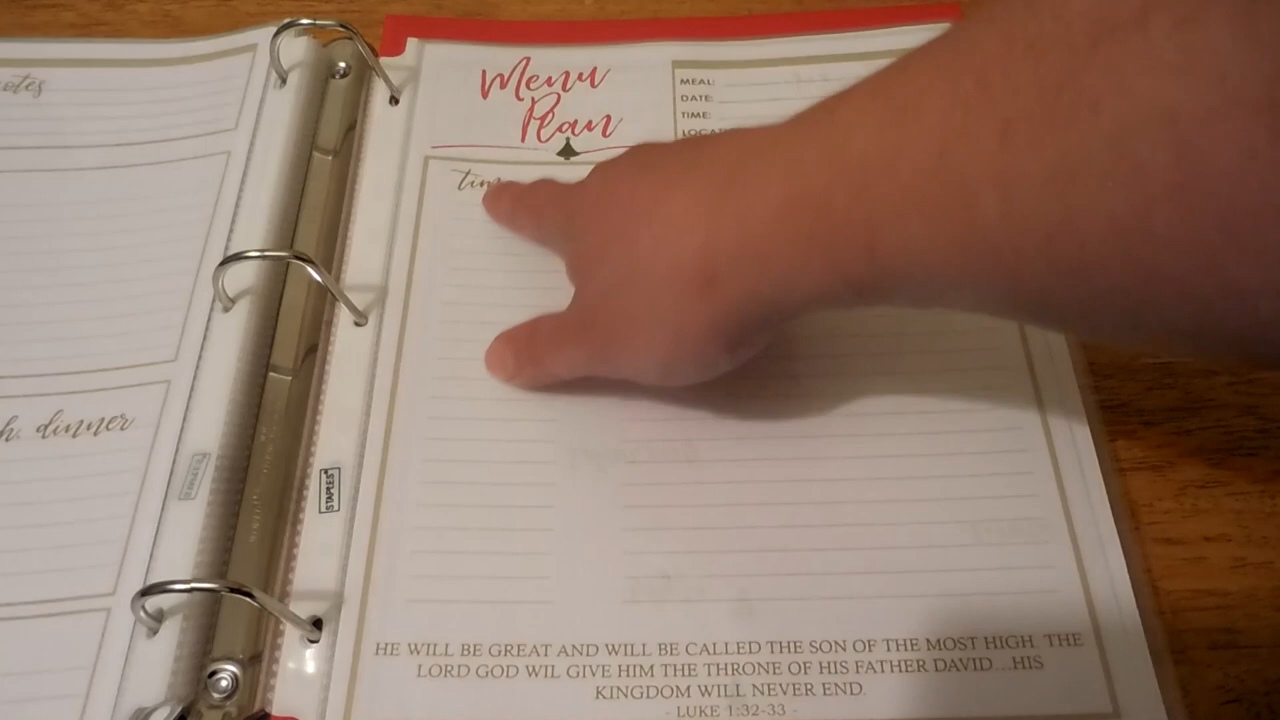 otes
h. dinner
STAPLES
STAPLES
Menu
Plan
MEAL:
DATE:
TIME:
LOCAT
tim
HE WILL BE GREAT AND WILL BE CALLED THE SON OF THE MOST HIGH THE
LORD GOD WIL GIVE HIM THE THRONE OF HIS FATHER DAVID...HIS
KINGDOM WILL NEVER END.
- LUKE 1:32-33 -